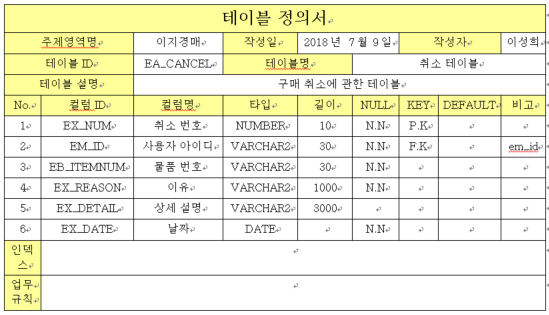 테이블 정의서
주제영역명 이지경매 작성일 2018년 7월 9일 작성자 이성희
테이블 ID EA_CANCEL 테이블명 취소 테이블
테이블 설명 구매 취소에 관한 테이블
No. 컬럼 ID 컬럼명 타입 길이 NULL KEY DEFAULT 비고
1 EX_NUM 취소 번호 NUMBER 10 N.N P.K
2 EM_ID 사용자 아이디 VARCHAR2 30 N.N F.K em_id
3 EB_ITEMNUM 물품 번호 VARCHAR2 30 N.N
4 EX_REASON 이유 VARCHAR2 1000 N.N
5 EX_DETAIL 상세 설명 VARCHAR2 3000
6 EX_DATE 날짜 DATE N.N
인덱
스
업무
규칙